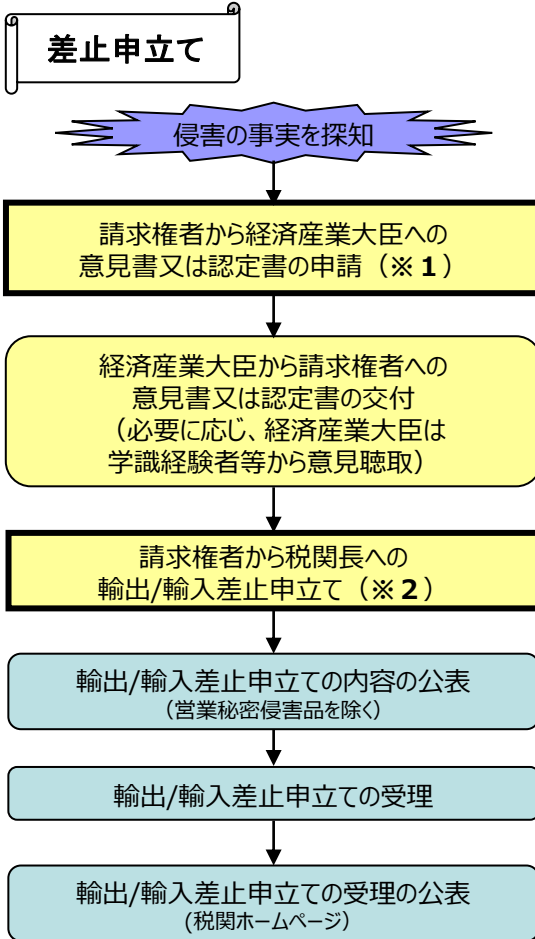 差止申立て
侵害の事実を探知
請求権者から経済産業大臣への
意見書又は認定書の申請（※１）
経済産業大臣から請求権者への
意見書又は認定書の交付
（必要に応じ、経済産業大臣は
学識経験者等から意見聴取）
請求権者から税関長への
輸出/輸入差止申立て（※２）
輸出/輸入差止申立ての内容の公表
（営業秘密侵害品を除く）
輸出/輸入差止申立ての受理
輸出/輸入差止申立ての受理の公表
(税関ホームページ）